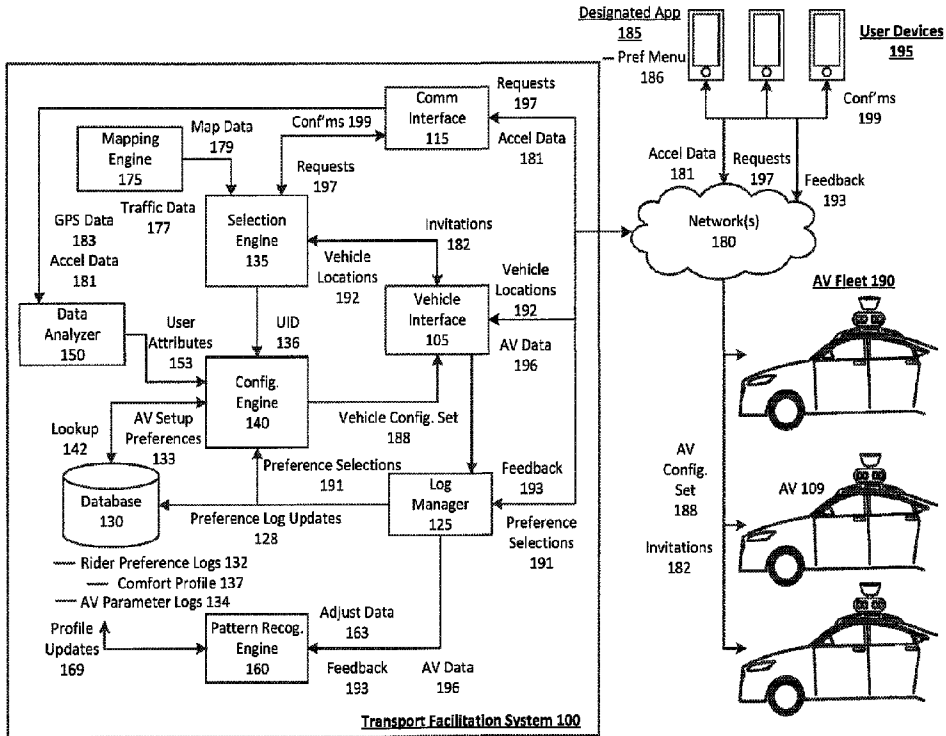 Designated App
185
— Pref Menu
186
User Devices
195
Conf'ms
199
Accel Data
181
Requests
197
Feedback
193
Network(s)
180
AV Fleet 190
AV
Config.
Set
188
Invitations
182
AV 109
Comm
Interface
115
Requests
197
Accel Data
181
Conf'ms 199
Requests
197
Mapping
Engine
175
Map Data
179
Traffic Data
177
GPS Data
183
Accel Data
181
Selection
Engine
135
Invitations
182
Vehicle
Locations
192
Vehicle
Interface
105
Vehicle
Locations
192
AV Data
196
Data
Analyzer
150
User
Attributes
153
UID
136
Config.
Engine
140
Vehicle Config. Set
188
Lookup
142
AV Setup
Preferences
133
Preference Selections
191
Database
130
Preference Log Updates
128
Log
Manager
125
Feedback
193
Preference
Selections
191
— Rider Preference Logs 132
— Comfort Profile 137
— AV Parameter Logs 134
Profile
Updates
169
Pattern Recog.
Engine
160
Adjust Data
163
Feedback
193
AV Data
196
Transport Facilitation System 100